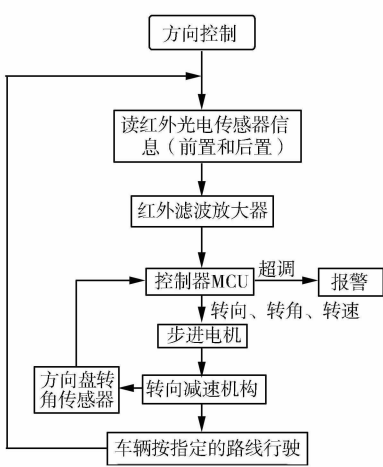 方向控制
读红外光电传感器信
息（前置和后置）
红外滤波放大器
控制器MCU
超调
报警
转向、转角、转速
步进电机
方向盘转
角传感器
转向减速机构
车辆按指定的路线行驶